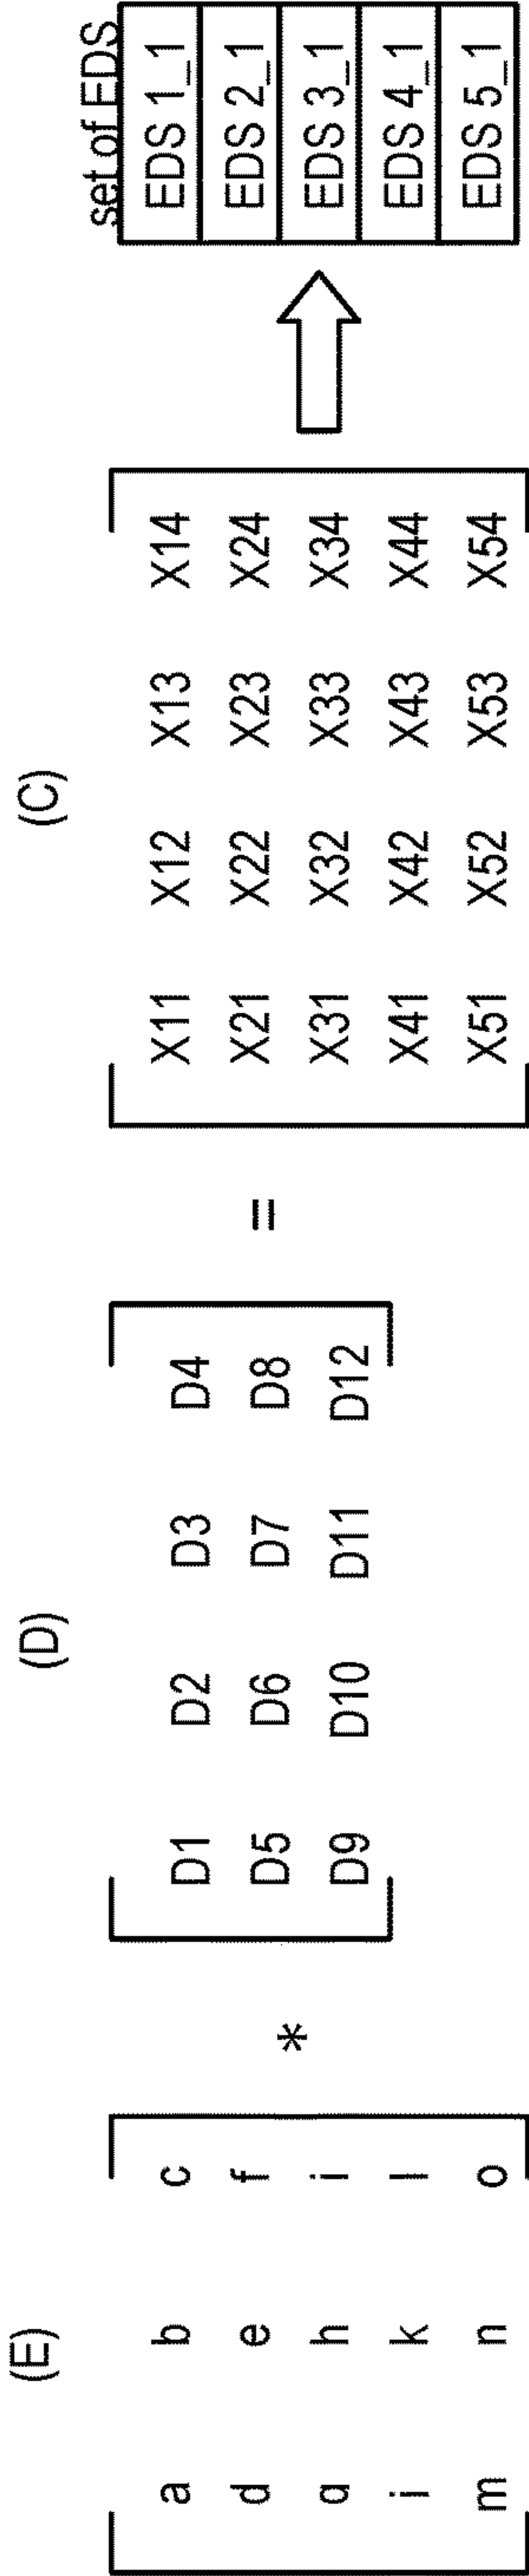 (E) (D) (C)
set of EDS
a b c D1 D2 D3 D4 X11 X12 X13 X14 EDS 1_1
d e f * D5 D6 D7 D8 = X21 X22 X23 X24 EDS 2_1
q h i D9 D10 D11 D12 X31 X32 X33 X34 EDS 3_1
i k l X41 X42 X43 X44 EDS 4_1
m n o X51 X52 X53 X54 EDS 5_1